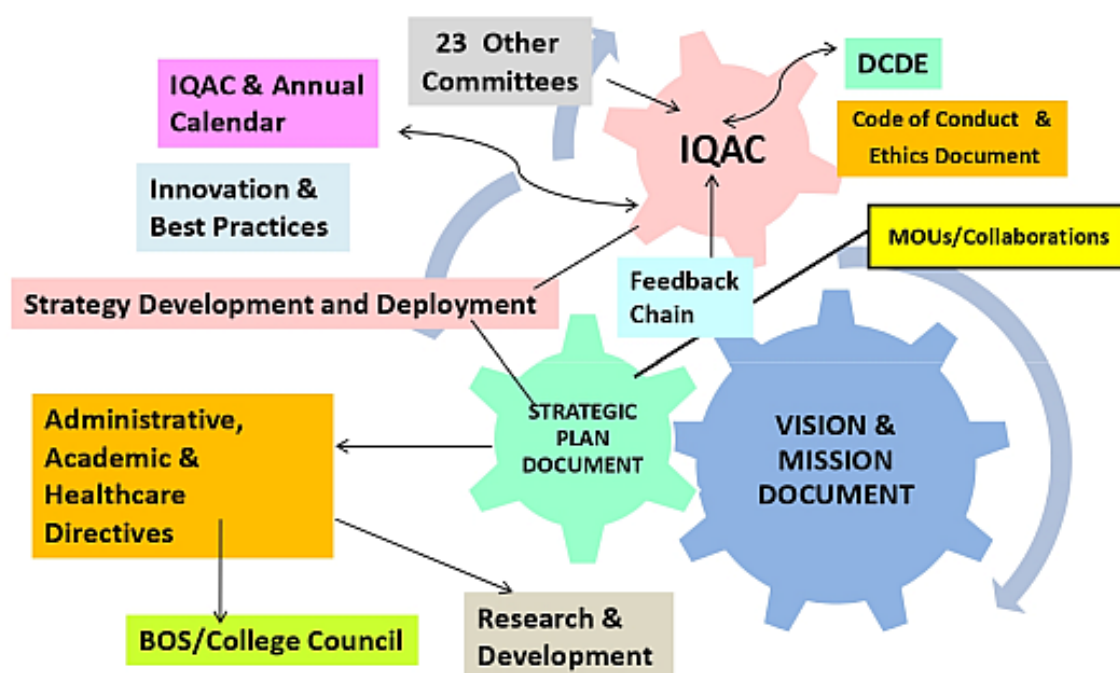 23 Other
Committees
DCDE
IQAC & Annual
Calendar
IQAC
Code of Conduct &
Ethics Document
Innovation &
Best Practices
MOUs/Collaborations
Feedback
Chain
Strategy Development and Deployment
Administrative,
Academic &
Healthcare
Directives
STRATEGIC
PLAN
DOCUMENT
VISION &
MISSION
DOCUMENT
BOS/College Council
Research &
Development